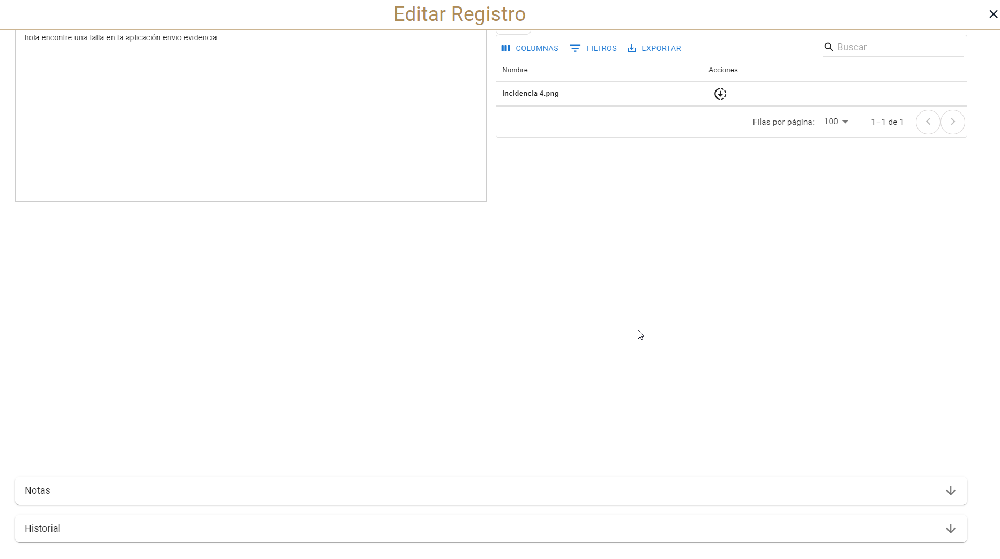 Editar Registro
hola encontre una falla en la aplicación envio evidencia
COLUMNAS FILTROS EXPORTAR Buscar
Nombre Acciones
incidencia 4.png
Filas por página: 100 1–1 de 1
Notas
Historial